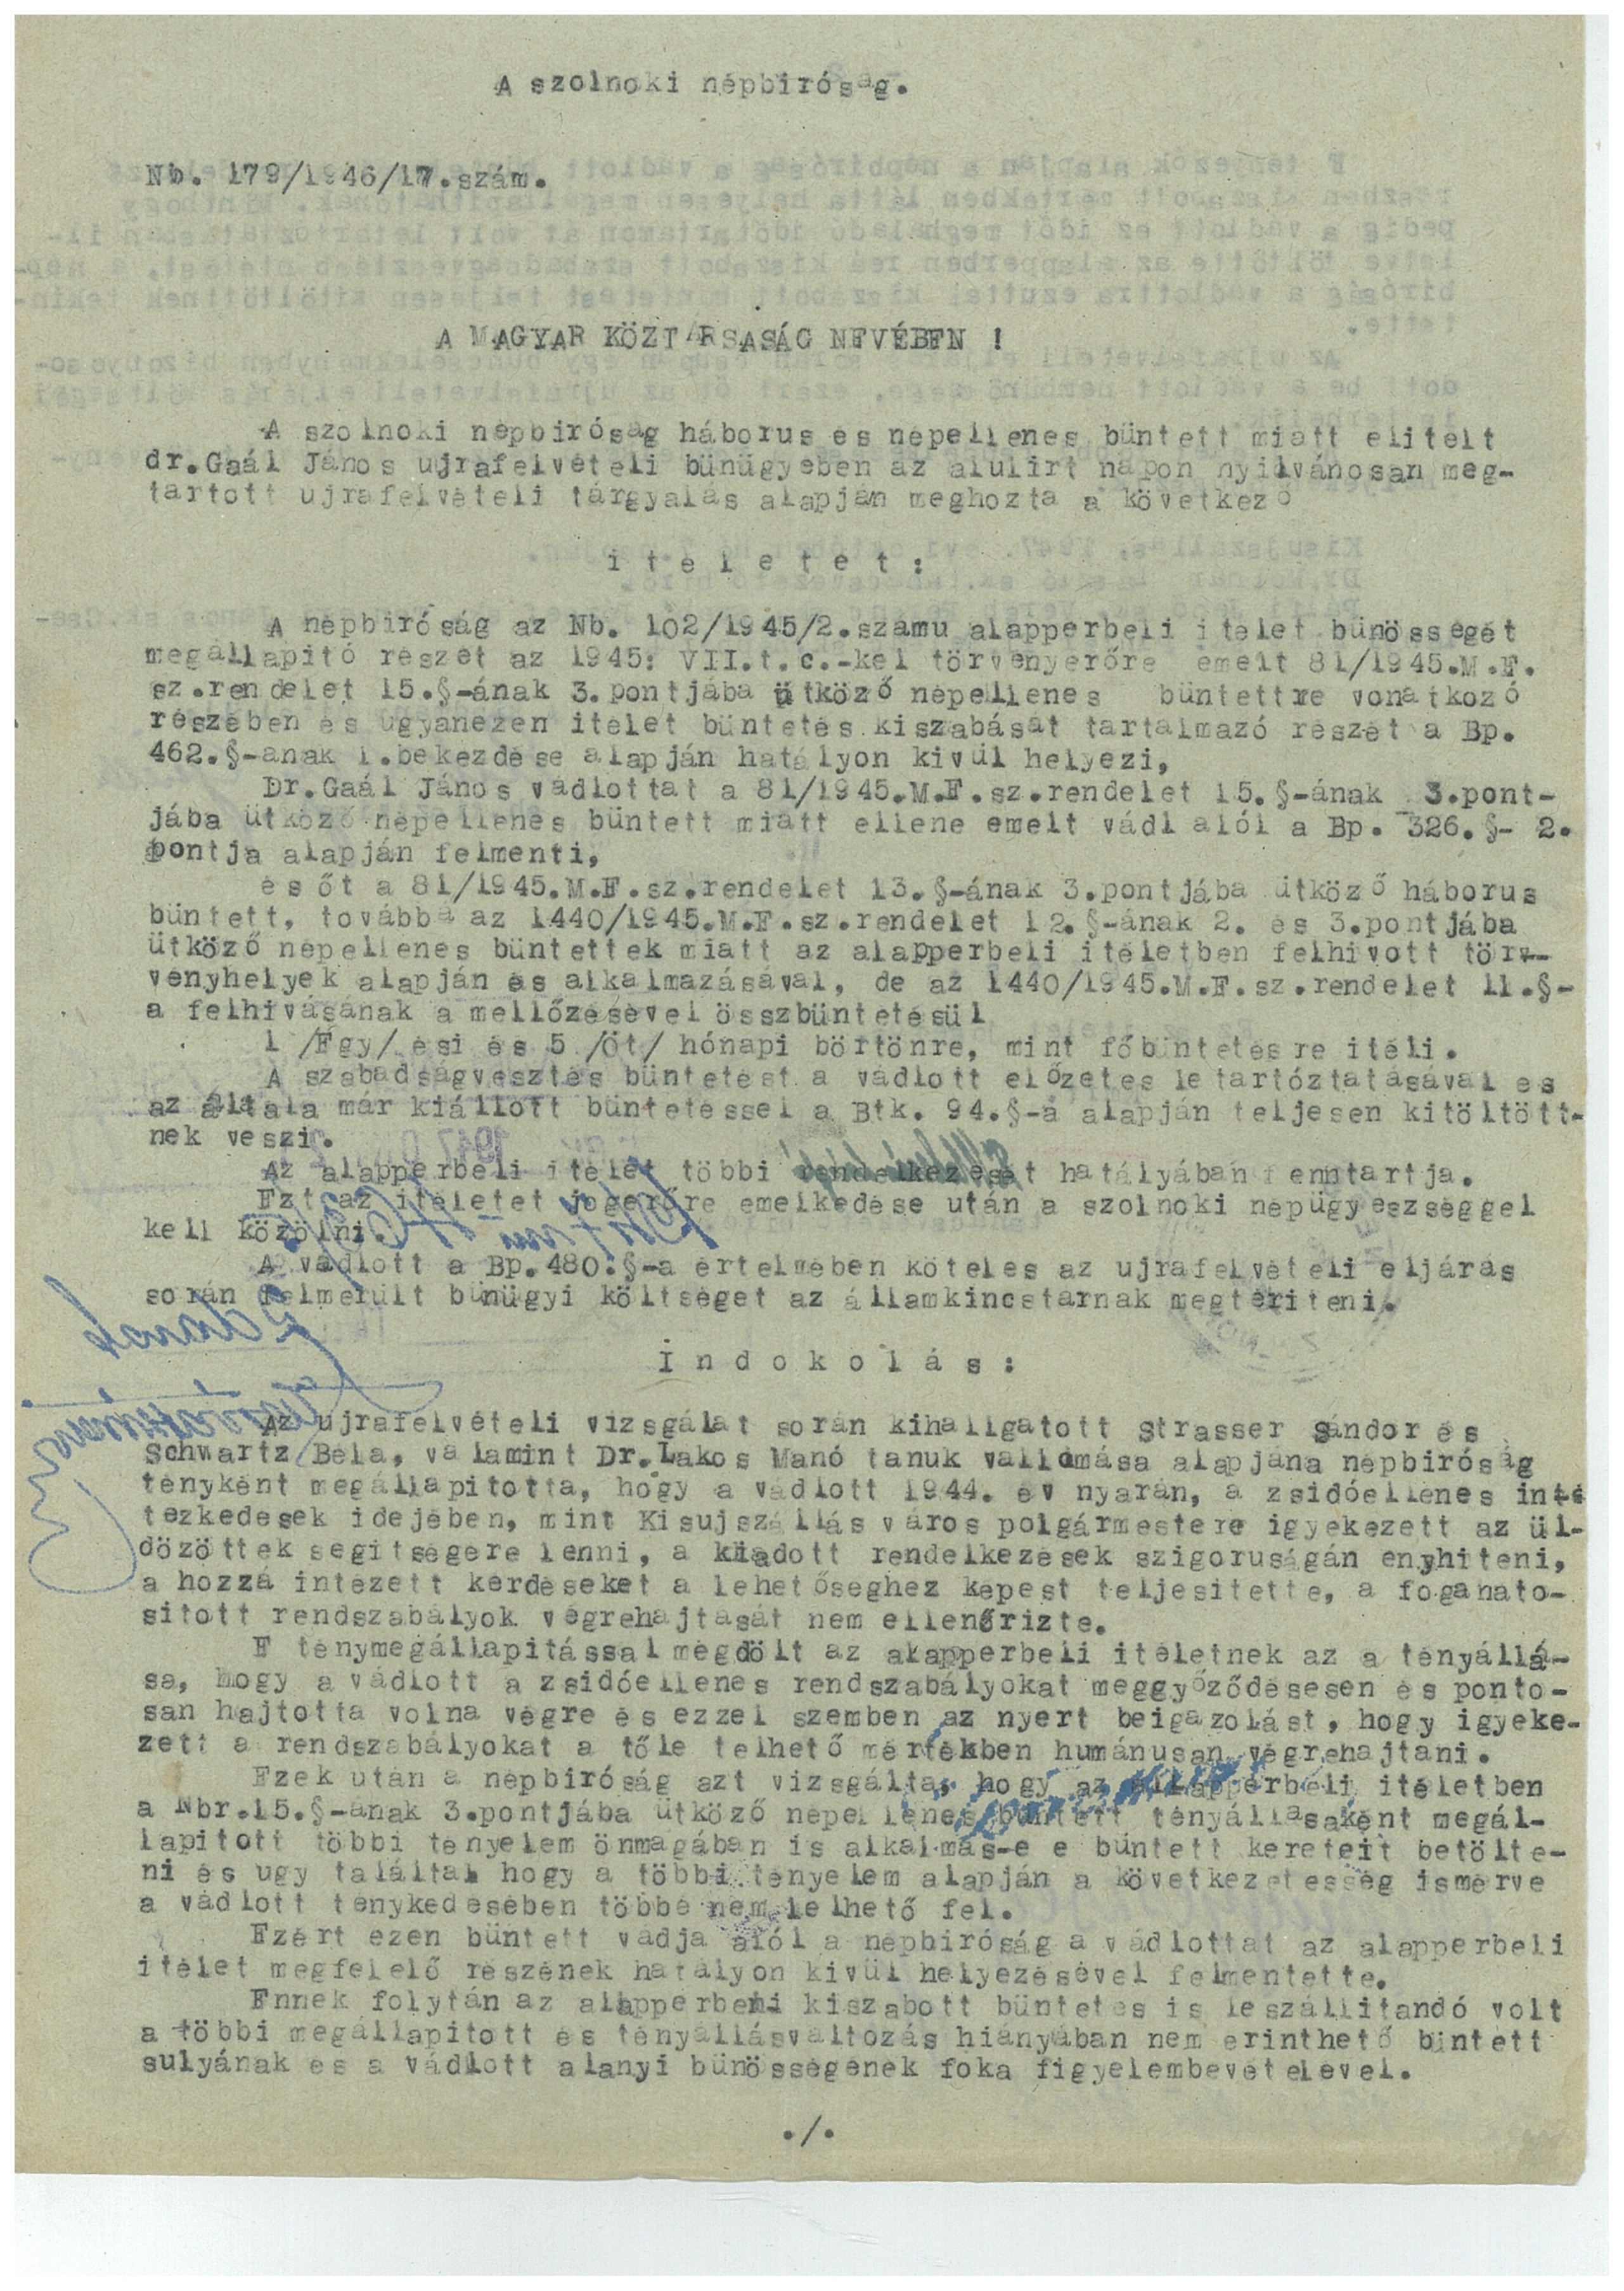 A szolnoki népbíróság.
Nb. 179/1946/17.szám.
A MAGYAR KÖZTÁRSASÁG NEVÉBEN !
A szolnoki népbiróság háborus és népellenes büntett miatt elitélt
dr.Gaál János ujrafelvételi bünügyében az alulirt napon nyilvánosan meg-
tartott ujrafelvételi tárgyalás alapján meghozta a következő
i t é l e t e t :
A népbiróság az Nb. 102/1945/2.számu alapperbeli itélet bünösségét
megállapitó részét az 1945: VII.t.c.-kel törvényerőre emelt 81/1945.M.E.
sz.rendelet 15.§-ának 3.pontjába ütköző népellenes büntettre vonatkozó
részében és ugyanezen itélet büntetés kiszabását tartalmazó részét a Bp.
462.§-ának 1.bekezdése alapján hatályon kivül helyezi,
Dr.Gaál János vádlottat a 81/1945.M.E.sz.rendelet 15.§-ának 3.pont-
jába ütköző népellenes büntett miatt ellene emelt vádl alól a Bp. 326.§- 2.
pontja alapján felmenti,
és őt a 81/1945.M.E.sz.rendelet 13.§-ának 3.pontjába ütköző háborus
büntett, továbbá az 1440/1945.M.E.sz.rendelet 12.§-ának 2. és 3.pontjába
ütköző népellenes büntettek miatt az alapperbeli itéletben felhivott törv-
vényhelyek alapján és alkalmazásával, de az 1440/1945.M.E.sz.rendelet 11.§-
a felhivásának a mellőzésével összbüntetésül
1 /Egy/ ési és 5 /öt/ hónapi börtönre, mint főbüntetésre itéli.
A szabadságvesztés büntetést a vádlott előzetes letartóztatásával és
az általa már kiállott büntetéssel a Btk. 94.§-a alapján teljesen kitöltött-
nek veszi.
Az alapperbeli itélet többi rendelkezését hatályában fenntartja.
Ezt az itéletet jogerőre emelkedése után a szolnoki népügyészséggel
kell közölni.
A vádlott a Bp.480.§-a értelmében köteles az ujrafelvételi eljárás
során felmerült bünügyi költséget az államkincstárnak megtériteni.
I n d o k o l á s :
Az ujrafelvételi vizsgálat során kihallgatott Strasser Sándor és
Schwartz Béla, valamint Dr.Lakos Manó tanuk vallomása alapjána népbiróság
tényként megállapitotta, hogy a vádlott 1944. év nyarán, a zsidóellenes inté
tézkedések idejében, mint Kisujszállás város polgármestere igyekezett az ül-
dözöttek segitségére lenni, a kiadott rendelkezések szigoruságán enyhiteni,
a hozzá intézett kérdéseket a lehetőséghez képest teljesitette, a foganato-
sitott rendszabályok végrehajtását nem ellenőrizte.
E ténymegállapitással megdőlt az alapperbeli itéletnek az a tényállá-
sa, hogy a vádlott a zsidóellenes rendszabályokat meggyőződésesen és ponto-
san hajtotta volna végre és ezzel szemben az nyert beigazolást, hogy igyeke-
zett a rendszabályokat a tőle telhető mértékben humánusan végrehajtani.
Ezek után a népbiróság azt vizsgálta, hogy az alapperbeli itéletben
a Nbr.15.§-ának 3.pontjába ütköző népellenes büntett tényállásaként megál-
lapitott többi tényelem önmagában is alkalmas-e e büntett kereteit betölte-
ni és ugy találta, hogy a többi tényelem alapján a következetesség ismérve
a vádlott ténykedésében többé nem lelhető fel.
Ezért ezen büntett vádja alól a népbiróság a vádlottat az alapperbeli
itélet megfelelő részének hatályon kivül helyezésével felmentette.
Ennek folytán az alapperbeni kiszabott büntetés is leszállitandó volt
a többi megállapitott és tényállásváltozás hiányában nem érinthető büntett
sulyának és a vádlott alanyi bünösségének foka figyelembevételével.
./.